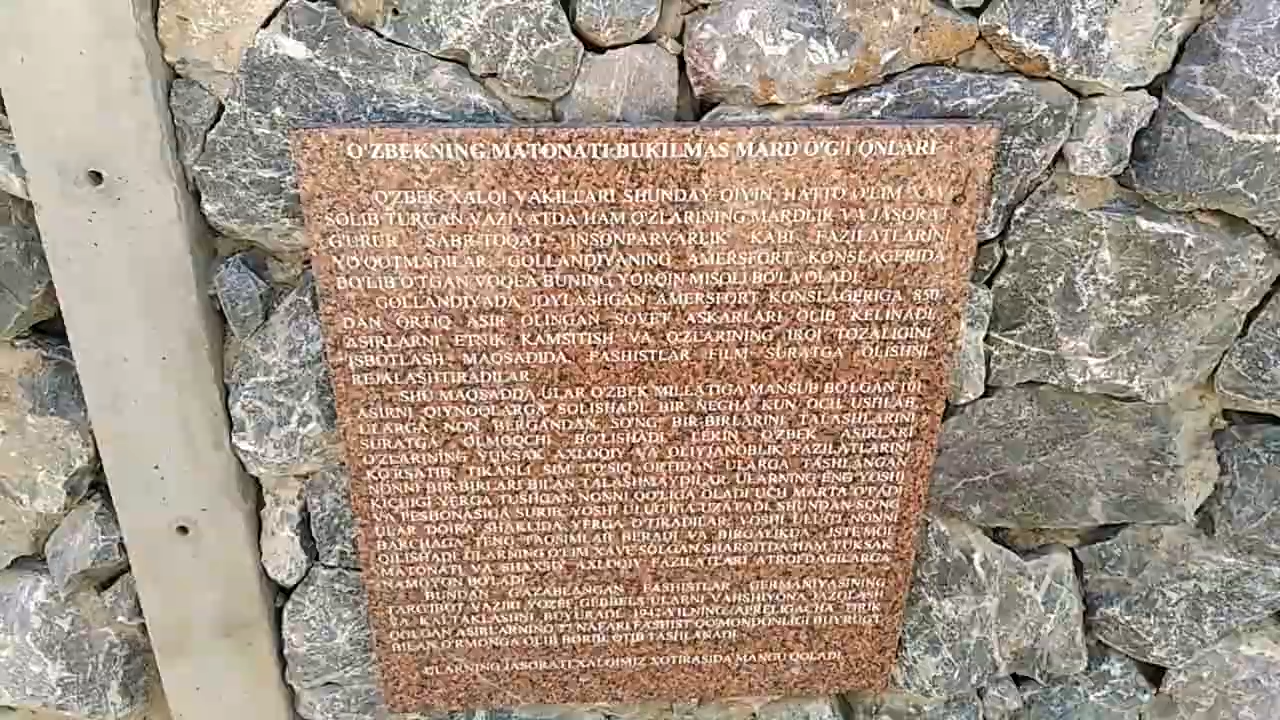 O'ZBEKNING MATONATI BUKILMAS MARD O'G'LONLARI
O'ZBEK XALQI VAKILLARI SHUNDAY QIYIN, HATTO O'LIM XAV
SOLIB TURGAN VAZIYATDA HAM O'ZLARINING MARDLIK VA JASORAT
G'URUR, SABR-TOQAT, INSONPARVARLIK KABI FAZILATLARINI
YO'QOTMADILAR. GOLLANDIYANING AMERSFORT KONSLAGERIDA
BO'LIB O'TGAN VOQEA BUNING YORQIN MISOLI BO'LA OLADI.
GOLLANDIYADA JOYLASHGAN AMERSFORT KONSLAGERIGA 850
DAN ORTIQ ASIR OLINGAN SOVET ASKARLARI OLIB KELINADI.
ASIRLARNI ETNIK KAMSITISH VA O'ZLARINING IRQI TOZALIGINI
ISBOTLASH MAQSADIDA, FASHISTLAR FILM SURATGA OLISHNI
REJALASHTIRADILAR.
SHU MAQSADDA ULAR O'ZBEK MILLATIGA MANSUB BO'LGAN 101
ASIRNI QIYNOQLARGA SOLISHADI. BIR NECHA KUN OCH USHLAB,
ULARGA NON BERGANDAN SO'NG BIR-BIRLARINI TALASHLARINI
SURATGA OLMOQCHI BO'LISHADI. LEKIN O'ZBEK ASIRLARI
O'ZLARINING YUKSAK AXLOQIY VA OLIYJANOBLIK FAZILATLARINI
KO'RSATIB, TIKANLI SIM TO'SIQ ORTIDAN ULARGA TASHLANGAN
NONNI BIR-BIRLARI BILAN TALASHMAYDILAR. ULARNING ENG YOSHI
KICHIGI YERGA TUSHGAN NONNI QO'LIGA OLADI UCH MARTA O'PADI
VA PESHONASIGA SURIB, YOSHI ULUG'IGA UZATADI. SHUNDAN SO'NG
ULAR DOIRA SHAKLIDA YERGA O'TIRADILAR, YOSHI ULUG'I NONNI
BARCHAGA TENG TAQSIMLAB BERADI VA BIRGALIKDA ISTE'MOL
QILISHADI. ULARNING O'LIM XAVF SOLGAN SHAROITDA HAM YUKSAK
MATONATI VA SHAXSIY AXLOQIY FAZILATLARI ATROFDAGILARGA
NAMOYON BO'LADI.
BUNDAN G'AZABLANGAN FASHISTLAR GERMANIYASINING
TARG'IBOT VAZIRI YOZEF GEBBELS ULARNI VAHSHIYONA JAZOLASH
VA KALTAKLASHNI BUYURADI. 1942-YILNING APRELIGACHA TIRIK
QOLGAN ASIRLARNING 77 NAFARI FASHIST QO'MONDONLIGI BUYRUG'I
BILAN O'RMONGA OLIB BORIB, OTIB TASHLANADI.
ULARNING JASORATI XALQIMIZ XOTIRASIDA MANGU QOLADI.